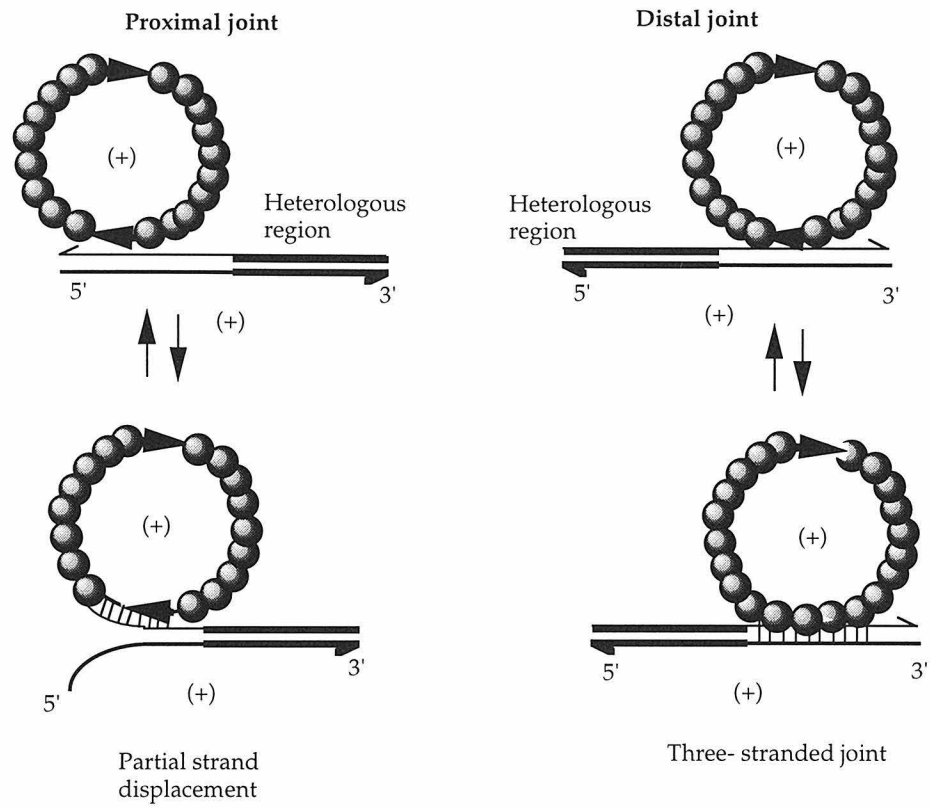 Proximal joint
(+)
Heterologous
region
5'
3'
(+)
(+)
5'
3'
(+)
Partial strand
displacement
Distal joint
(+)
Heterologous
region
5'
3'
(+)
(+)
5'
3'
(+)
Three- stranded joint